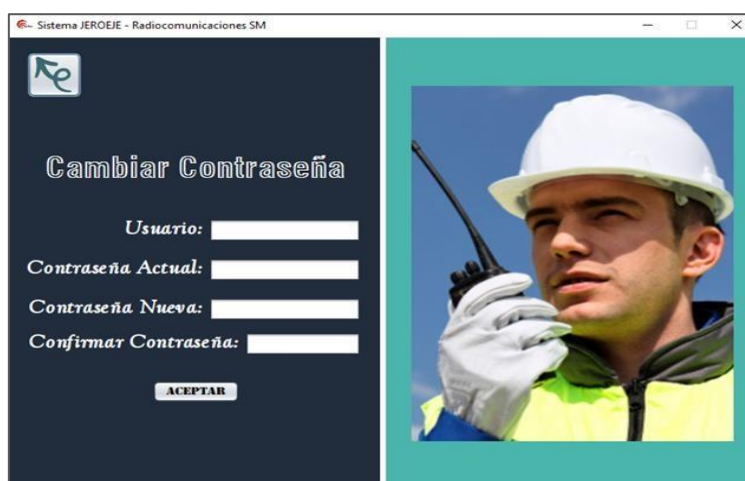 Sistema JEROEJE - Radiocomunicaciones SM
Cambiar Contraseña
Usuario:
Contraseña Actual:
Contraseña Nueva:
Confirmar Contraseña:
ACEPTAR